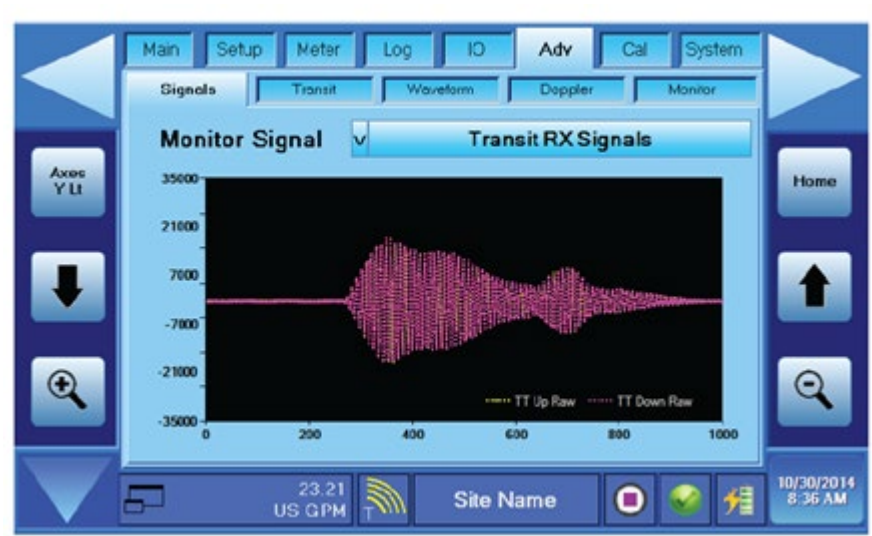 Main Setup Meter Log IO Adv Cal System
Signals Transit Waveform Doppler Monitor
Monitor Signal v Transit RX Signals
Axes
Y Lt
Home
35000
21000
7000
-7000
-21000
-35000
0 200 400 600 800 1000
TT Up Raw TT Down Raw
23.21
US GPM
T
Site Name
10/30/2014
8:36 AM